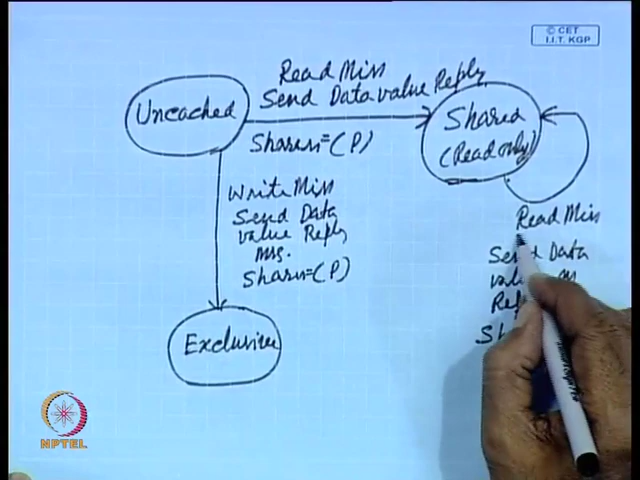 © CET
I.I.T. KGP
Read Miss
Send Data value Reply
Uncached
Shared
(Read only)
Sharers=(P)
Write Miss
Send Data
value Reply
msg.
Sharers=(P)
Read Miss
Send Data
Exclusive
NPTEL